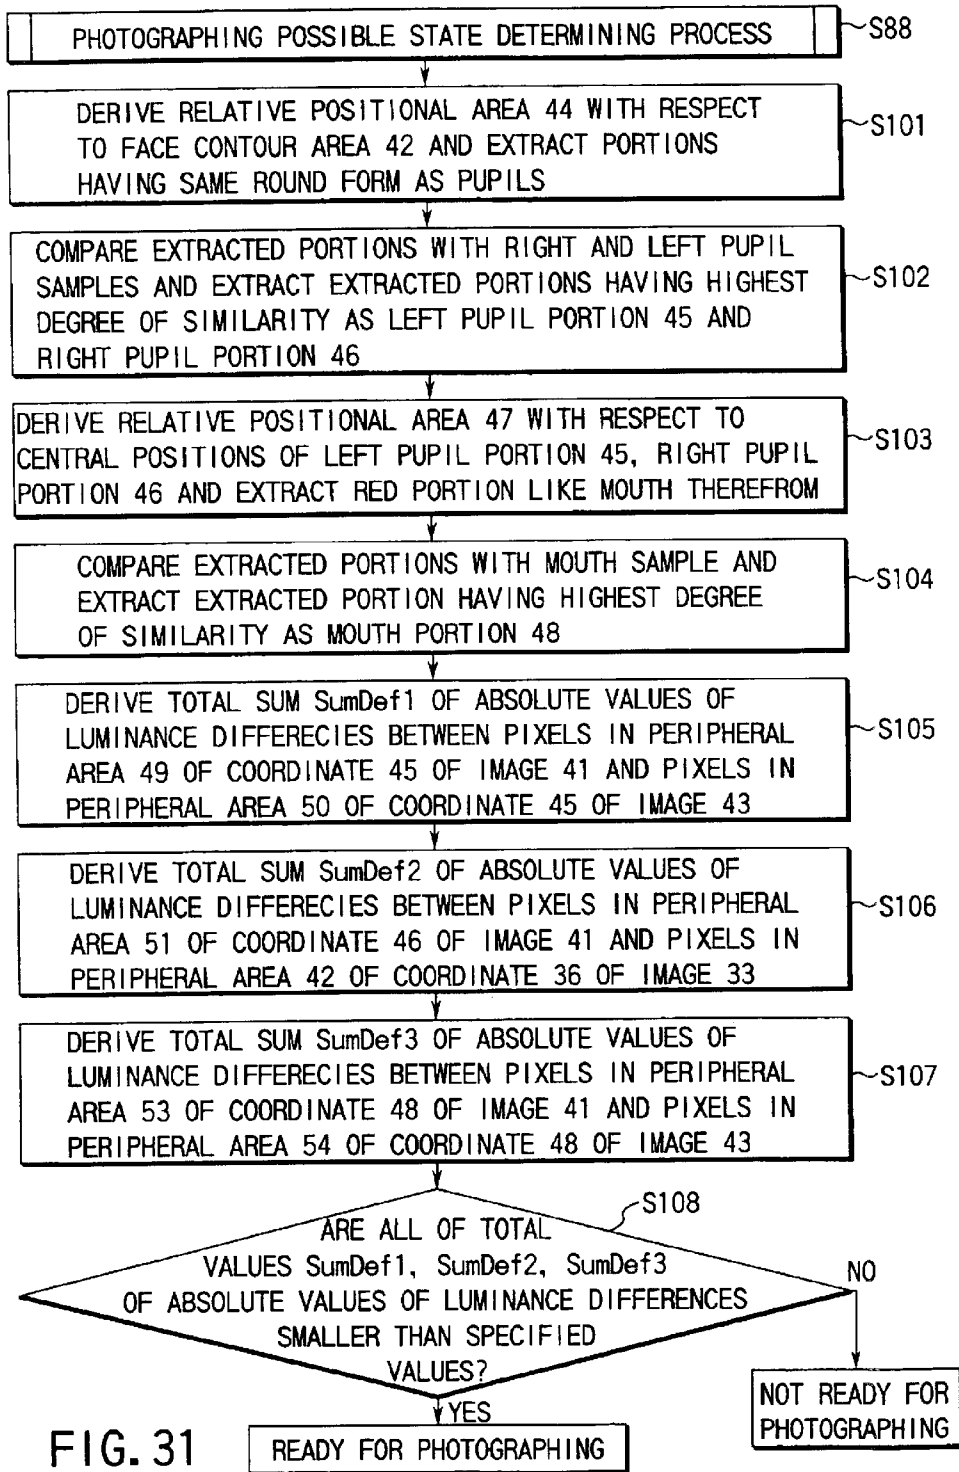 PHOTOGRAPHING POSSIBLE STATE DETERMINING PROCESS
S88
DERIVE RELATIVE POSITIONAL AREA 44 WITH RESPECT
TO FACE CONTOUR AREA 42 AND EXTRACT PORTIONS
HAVING SAME ROUND FORM AS PUPILS
S101
COMPARE EXTRACTED PORTIONS WITH RIGHT AND LEFT PUPIL
SAMPLES AND EXTRACT EXTRACTED PORTIONS HAVING HIGHEST
DEGREE OF SIMILARITY AS LEFT PUPIL PORTION 45 AND
RIGHT PUPIL PORTION 46
S102
DERIVE RELATIVE POSITIONAL AREA 47 WITH RESPECT TO
CENTRAL POSITIONS OF LEFT PUPIL PORTION 45, RIGHT PUPIL
PORTION 46 AND EXTRACT RED PORTION LIKE MOUTH THEREFROM
S103
COMPARE EXTRACTED PORTIONS WITH MOUTH SAMPLE AND
EXTRACT EXTRACTED PORTION HAVING HIGHEST DEGREE
OF SIMILARITY AS MOUTH PORTION 48
S104
DERIVE TOTAL SUM SumDef1 OF ABSOLUTE VALUES OF
LUMINANCE DIFFERECIES BETWEEN PIXELS IN PERIPHERAL
AREA 49 OF COORDINATE 45 OF IMAGE 41 AND PIXELS IN
PERIPHERAL AREA 50 OF COORDINATE 45 OF IMAGE 43
S105
DERIVE TOTAL SUM SumDef2 OF ABSOLUTE VALUES OF
LUMINANCE DIFFERECIES BETWEEN PIXELS IN PERIPHERAL
AREA 51 OF COORDINATE 46 OF IMAGE 41 AND PIXELS IN
PERIPHERAL AREA 42 OF COORDINATE 36 OF IMAGE 33
S106
DERIVE TOTAL SUM SumDef3 OF ABSOLUTE VALUES OF
LUMINANCE DIFFERECIES BETWEEN PIXELS IN PERIPHERAL
AREA 53 OF COORDINATE 48 OF IMAGE 41 AND PIXELS IN
PERIPHERAL AREA 54 OF COORDINATE 48 OF IMAGE 43
S107
S108
ARE ALL OF TOTAL
VALUES SumDef1, SumDef2, SumDef3
OF ABSOLUTE VALUES OF LUMINANCE DIFFERENCES
SMALLER THAN SPECIFIED
VALUES?
NO
NOT READY FOR
PHOTOGRAPHING
YES
READY FOR PHOTOGRAPHING
FIG. 31